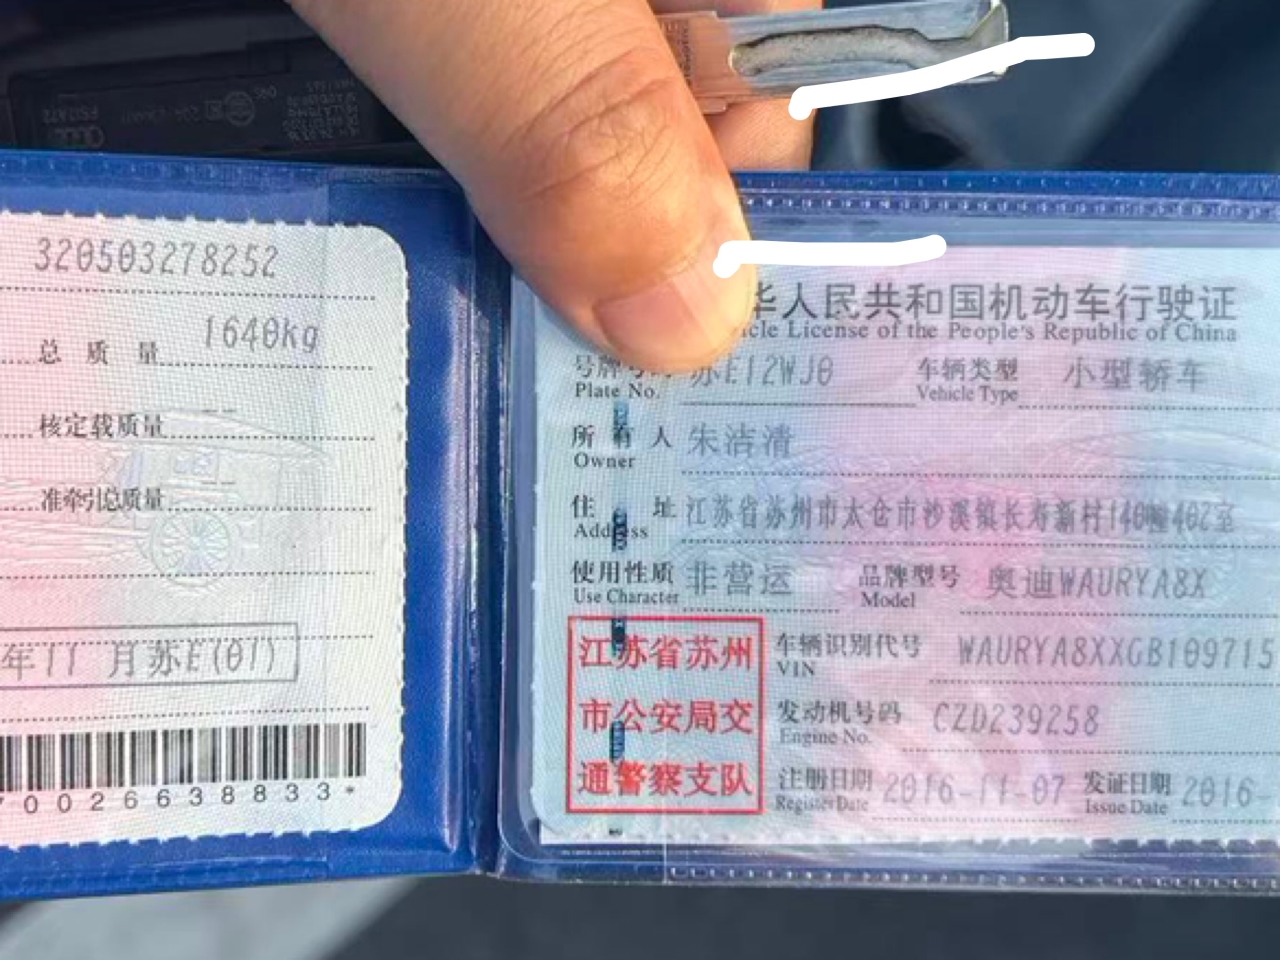 320503278252
总 质 量 1640kg
核定载质量 --
准牵引总质量 --
年11 月苏E(01)
7002663883 3*
华人民共和国机动车行驶证
icle License of the People's Republic of China
号牌号码 苏E12WJ0 车辆类型 小型轿车
Plate No. Vehicle Type
所 有 人 朱洁清
Owner
住 址 江苏省苏州市太仓市沙溪镇长寿新村140幢402室
Address
使用性质 非营运 品牌型号 奥迪WAURYA8X
Use Character Model
江苏省苏州
市公安局交
通警察支队
车辆识别代号 WAURYA8XXGB109715
VIN
发动机号码 CZD239258
Engine No.
注册日期 2016-11-07 发证日期 2016-
Register Date Issue Date